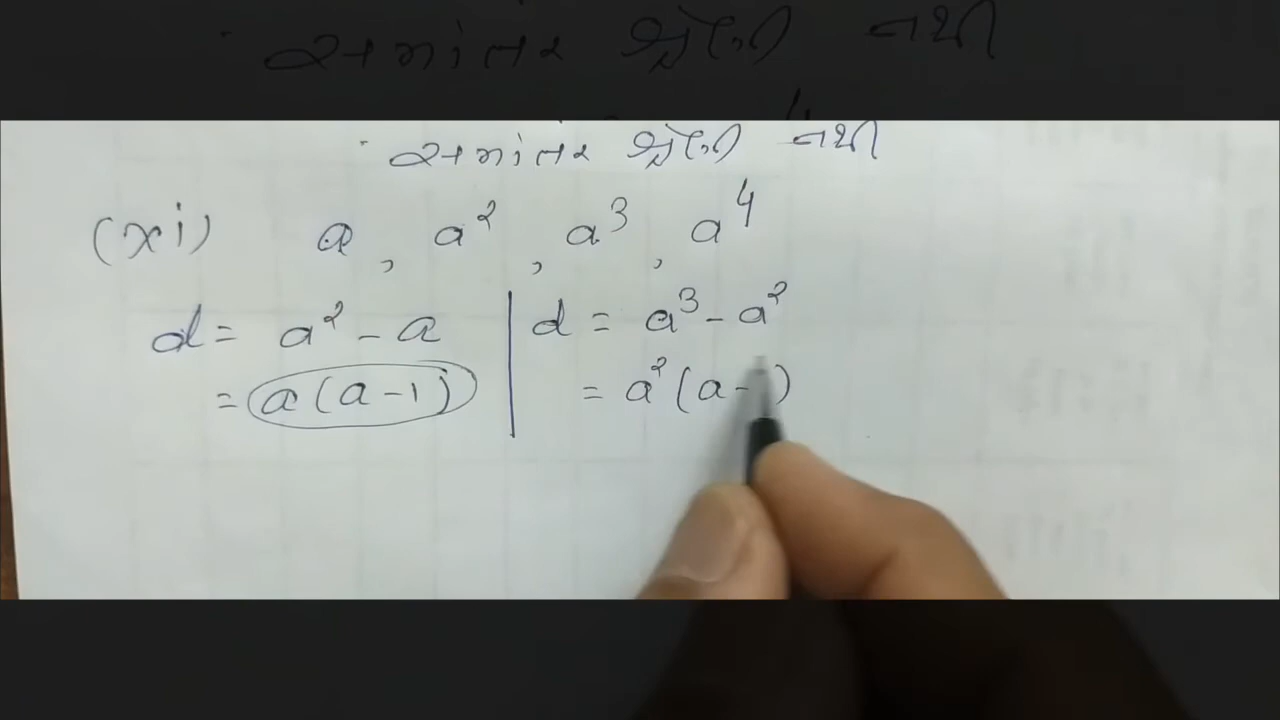 ∴ સમાંતર શ્રેણી નથી
(xi) a, a², a³, a⁴
d = a² - a
= a(a-1)
d = a³ - a²
= a²(a-